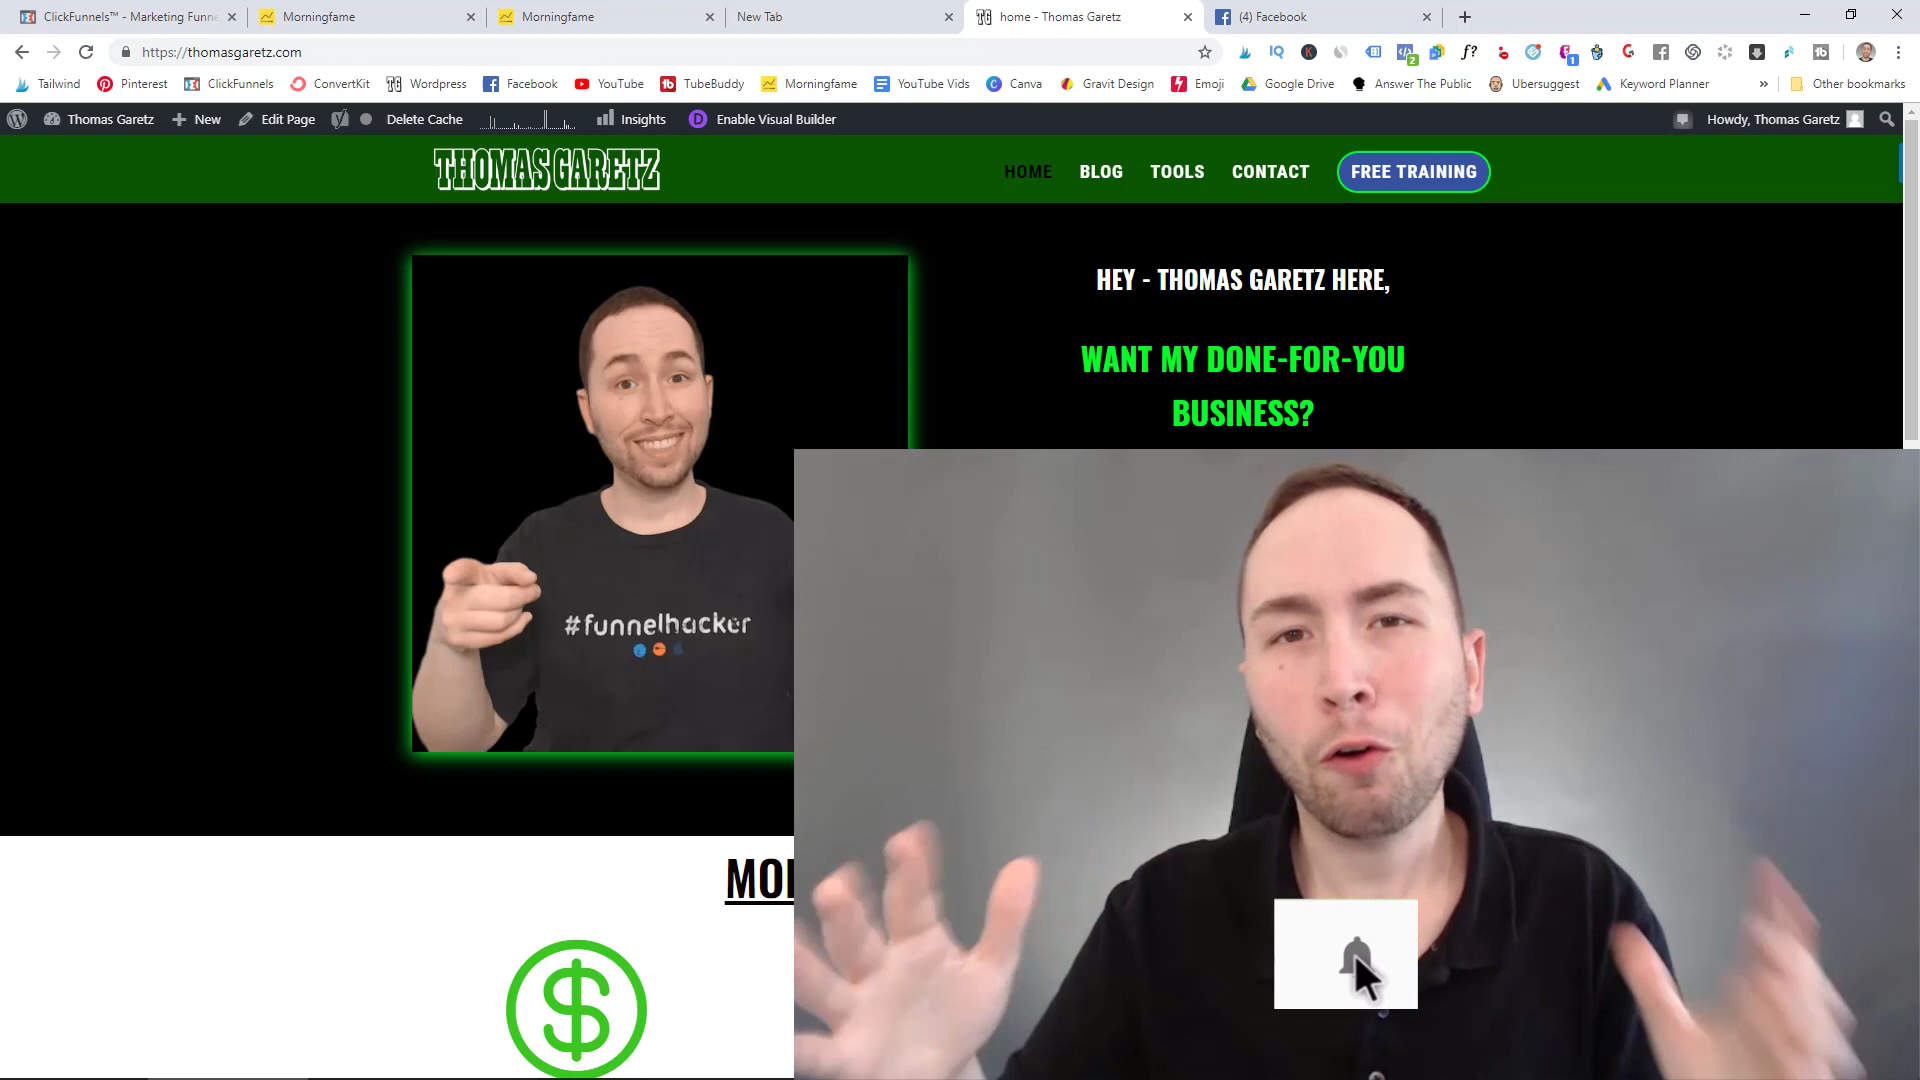 ClickFunnels™ - Marketing Funne
Morningfame
Morningfame
New Tab
home - Thomas Garetz
(4) Facebook
https://thomasgaretz.com
Tailwind
Pinterest
ClickFunnels
ConvertKit
Wordpress
Facebook
YouTube
TubeBuddy
Morningfame
YouTube Vids
Canva
Gravit Design
Emoji
Google Drive
Answer The Public
Ubersuggest
Keyword Planner
Other bookmarks
Thomas Garetz
New
Edit Page
Delete Cache
Insights
Enable Visual Builder
Howdy, Thomas Garetz
THOMAS GARETZ
HOME
BLOG
TOOLS
CONTACT
FREE TRAINING
HEY - THOMAS GARETZ HERE,
WANT MY DONE-FOR-YOU
BUSINESS?
#funnelhacker